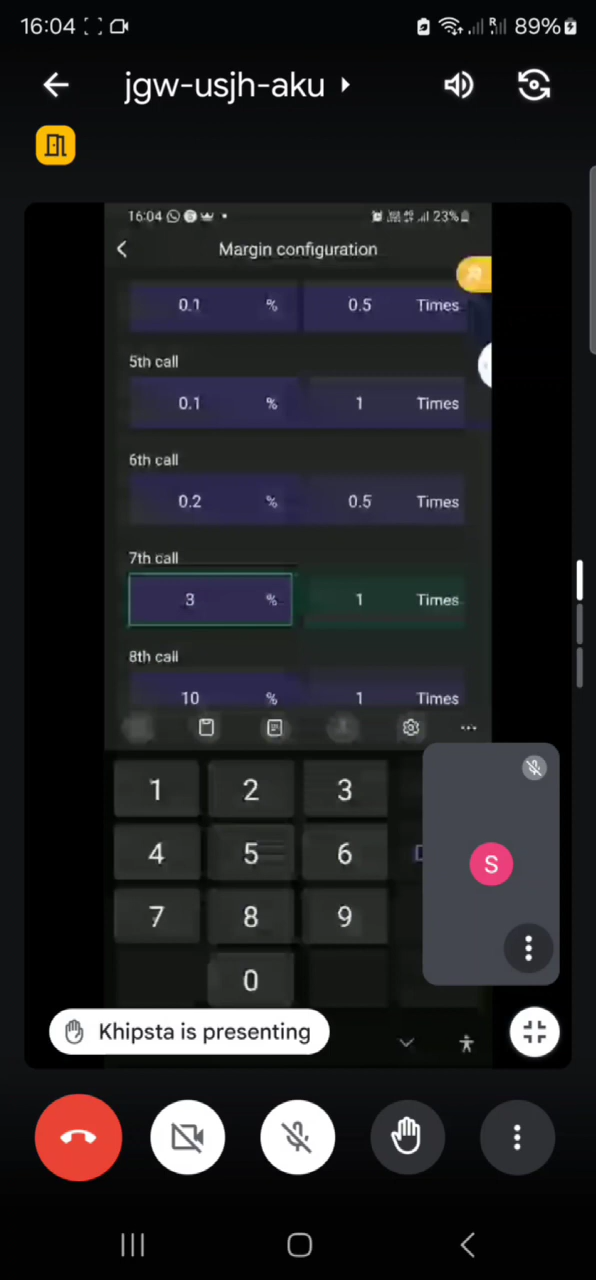 16:04 89%
jgw-usjh-aku
16:04 23%
Margin configuration
0.1 % 0.5 Times
5th call
0.1 % 1 Times
6th call
0.2 % 0.5 Times
7th call
3 % 1 Times
8th call
10 % 1 Times
1 2 3
4 5 6
7 8 9
0
S
Khipsta is presenting